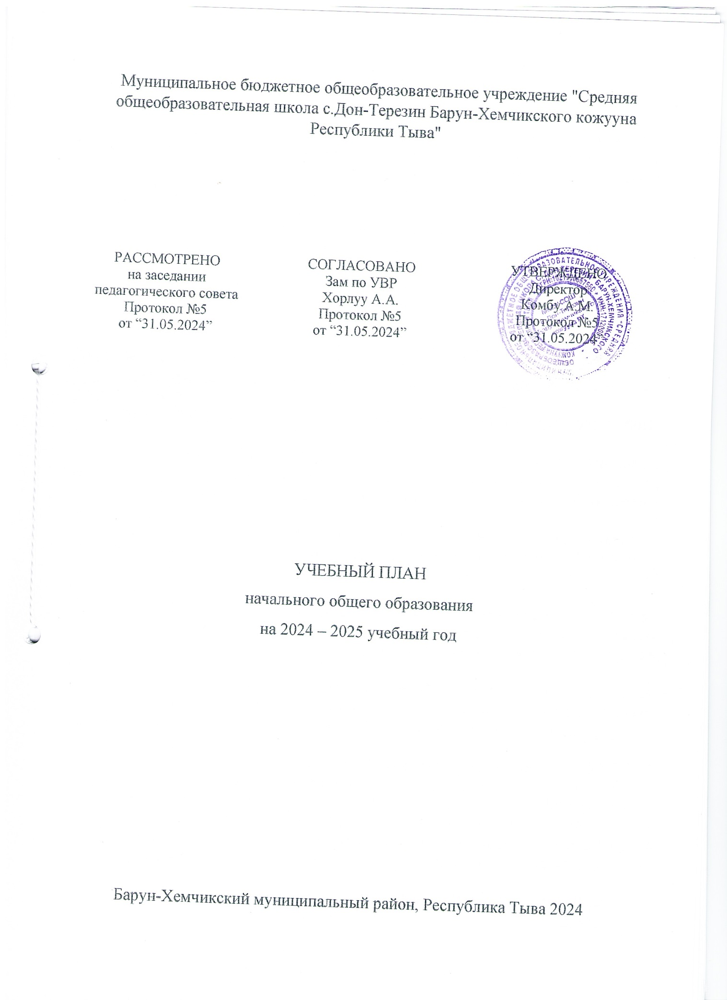 Муниципальное бюджетное общеобразовательное учреждение "Средняя
общеобразовательная школа с.Дон-Терезин Барун-Хемчикского кожууна
Республики Тыва"
РАССМОТРЕНО
на заседании
педагогического совета
Протокол №5
от “31.05.2024”
СОГЛАСОВАНО
Зам по УВР
Хорлуу А.А.
Протокол №5
от “31.05.2024”
УТВЕРЖДЕНО
Директор
Комбу А.М.
Протокол №5
от “31.05.2024”
УЧЕБНЫЙ ПЛАН
начального общего образования
на 2024 – 2025 учебный год
Барун-Хемчикский муниципальный район, Республика Тыва 2024